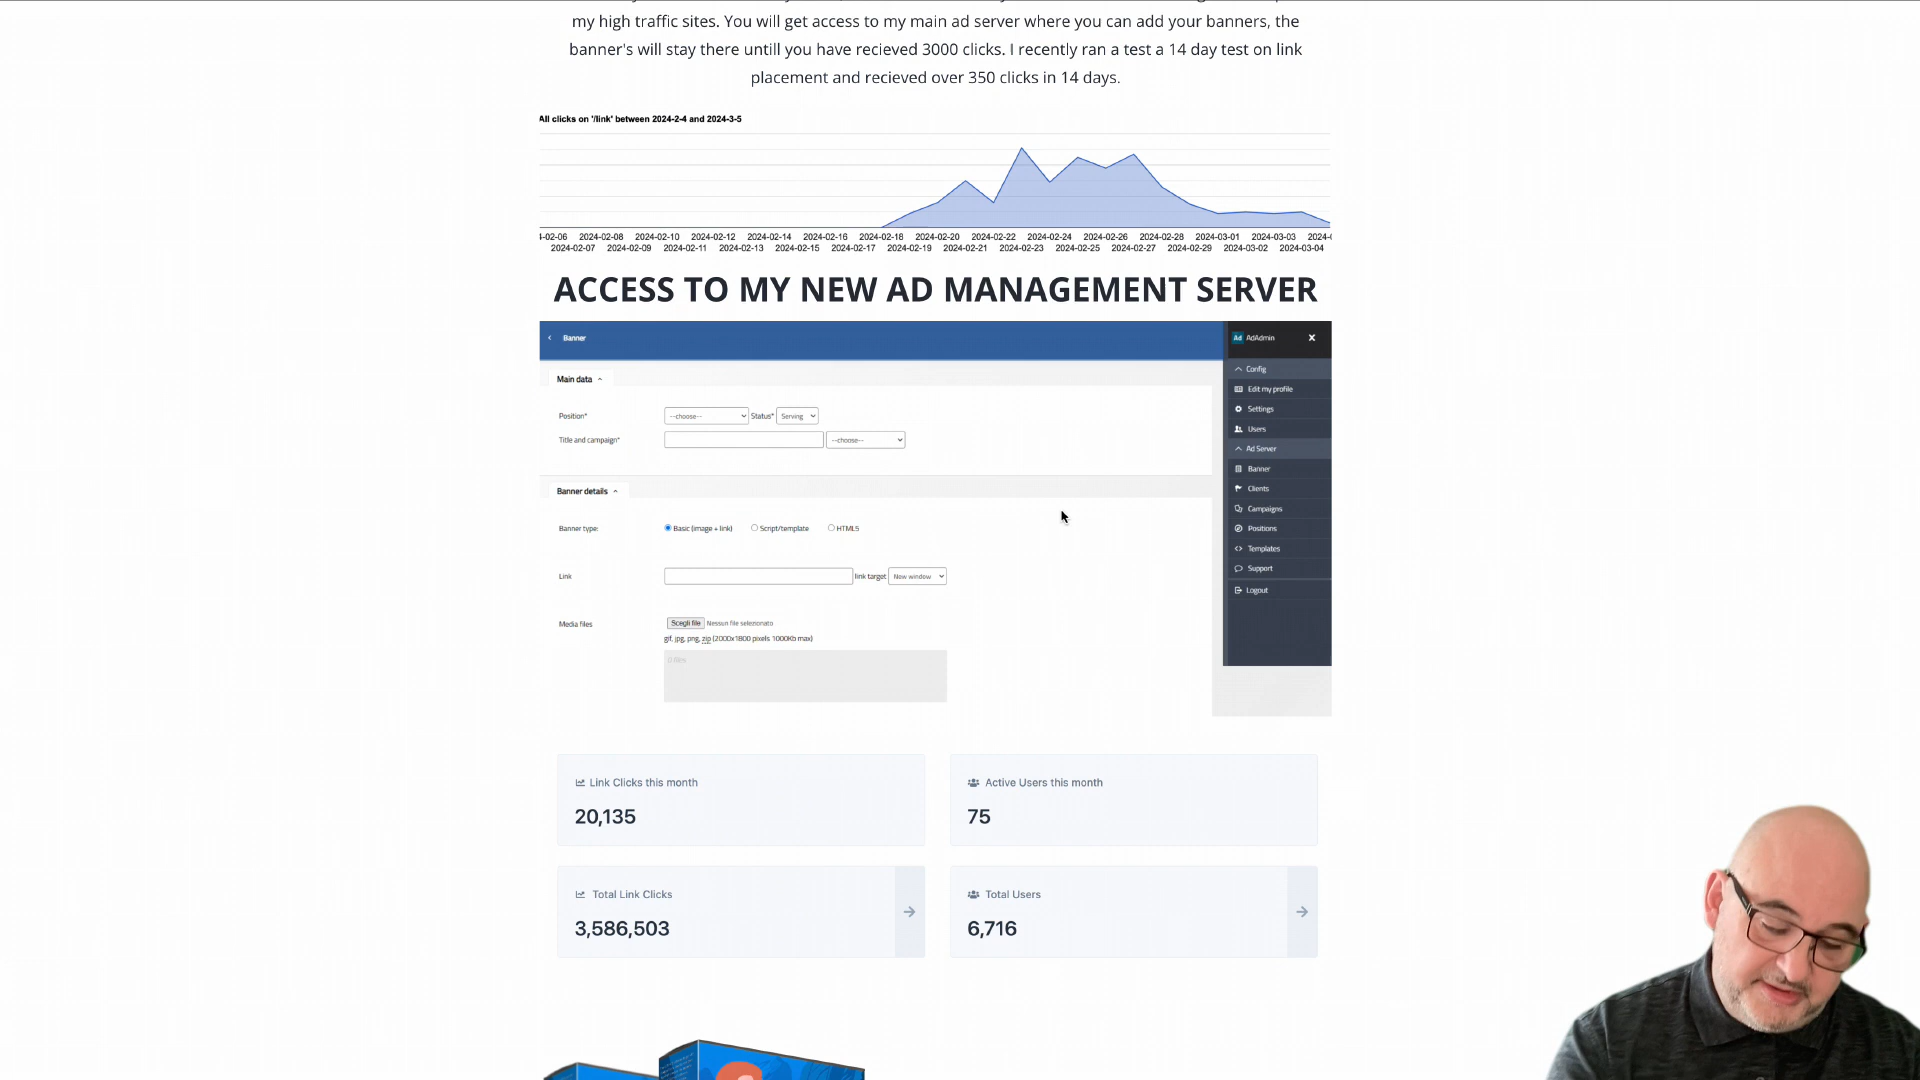 my high traffic sites. You will get access to my main ad server where you can add your banners, the
banner's will stay there untill you have recieved 3000 clicks. I recently ran a test a 14 day test on link
placement and recieved over 350 clicks in 14 days.
All clicks on '/link' between 2024-2-4 and 2024-3-5
4-02-06 2024-02-08 2024-02-10 2024-02-12 2024-02-14 2024-02-16 2024-02-18 2024-02-20 2024-02-22 2024-02-24 2024-02-26 2024-02-28 2024-03-01 2024-03-03 2024-
2024-02-07 2024-02-09 2024-02-11 2024-02-13 2024-02-15 2024-02-17 2024-02-19 2024-02-21 2024-02-23 2024-02-25 2024-02-27 2024-02-29 2024-03-02 2024-03-04
ACCESS TO MY NEW AD MANAGEMENT SERVER
Banner
Main data
Position* --choose-- Status* Serving
Title and campaign* --choose--
Banner details
Banner type: Basic (image + link) Script/template HTML5
Link link target New window
Media files Scegli file Nessun file selezionato
gif, jpg, png, zip (2000x1800 pixels 1000Kb max)
0 files
Ad AdAdmin X
Config
Edit my profile
Settings
Users
Ad Server
Banner
Clients
Campaigns
Positions
Templates
Support
Logout
Link Clicks this month
20,135
Active Users this month
75
Total Link Clicks
3,586,503
Total Users
6,716